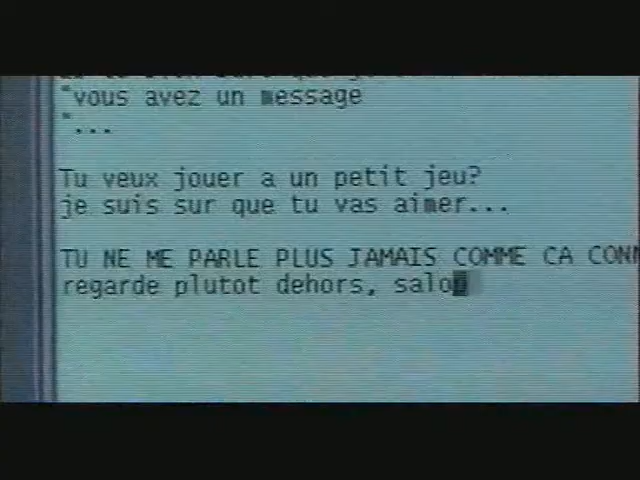 "vous avez un message
"...
Tu veux jouer a un petit jeu?
je suis sur que tu vas aimer...
TU NE ME PARLE PLUS JAMAIS COMME CA CONN
regarde plutot dehors, salo